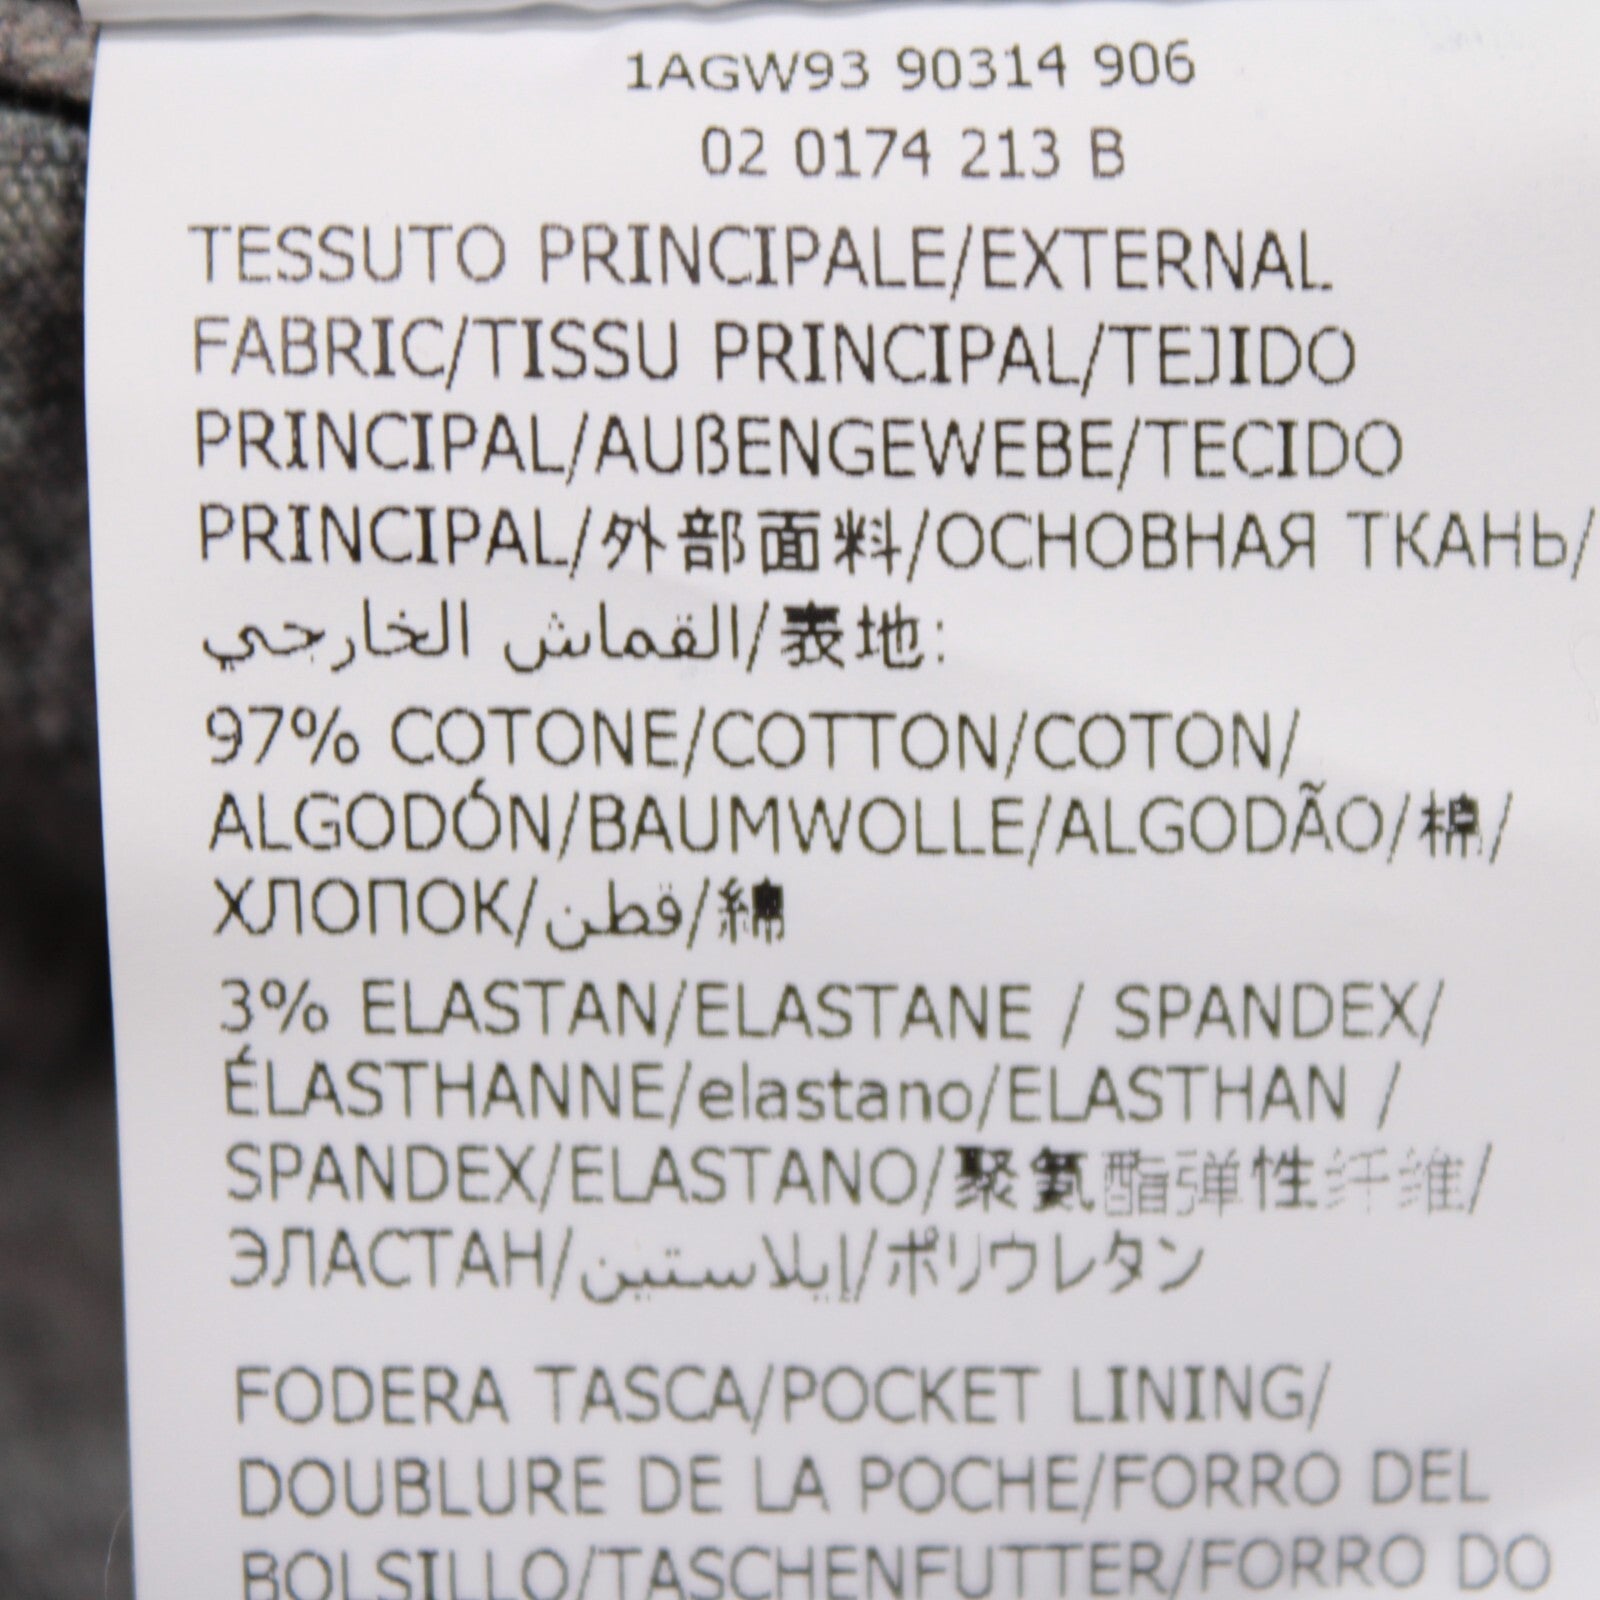 1AGW93 90314 906
02 0174 213 B
TESSUTO PRINCIPALE/EXTERNAL
FABRIC/TISSU PRINCIPAL/TEJIDO
PRINCIPAL/AUßENGEWEBE/TECIDO
PRINCIPAL/外部面料/ОСНОВНАЯ ТКАНЬ/
القماش الخارجي/表地:
97% COTONE/COTTON/COTON/
ALGODÓN/BAUMWOLLE/ALGODÃO/棉/
ХЛОПОК/قطن/綿
3% ELASTAN/ELASTANE / SPANDEX/
ÉLASTHANNE/elastano/ELASTHAN /
SPANDEX/ELASTANO/聚氨酯弹性纤维/
ЭЛАСТАН/إيلاستين/ポリウレタン
FODERA TASCA/POCKET LINING/
DOUBLURE DE LA POCHE/FORRO DEL
BOLSILLO/TASCHENFUTTER/FORRO DO